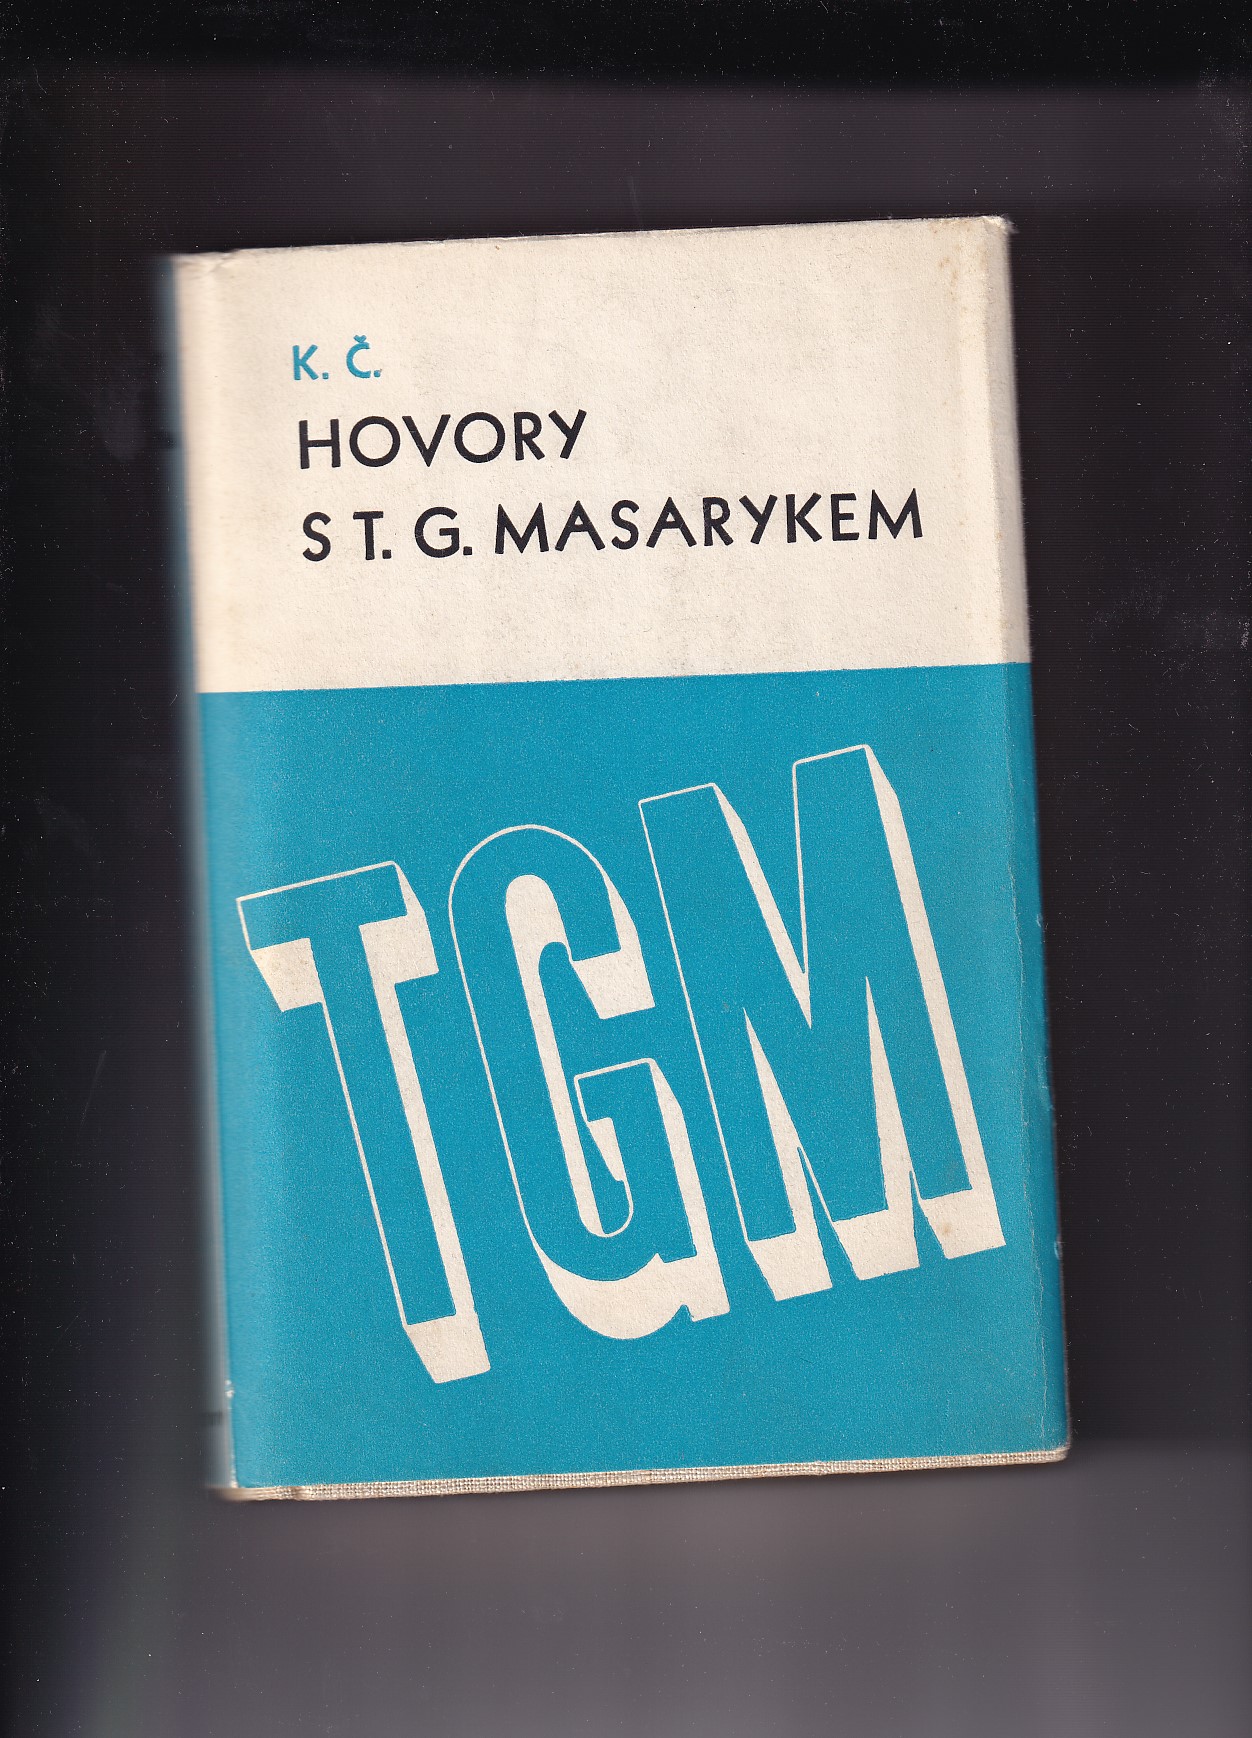 K. Č.
HOVORY
S T. G. MASARYKEM
TGM